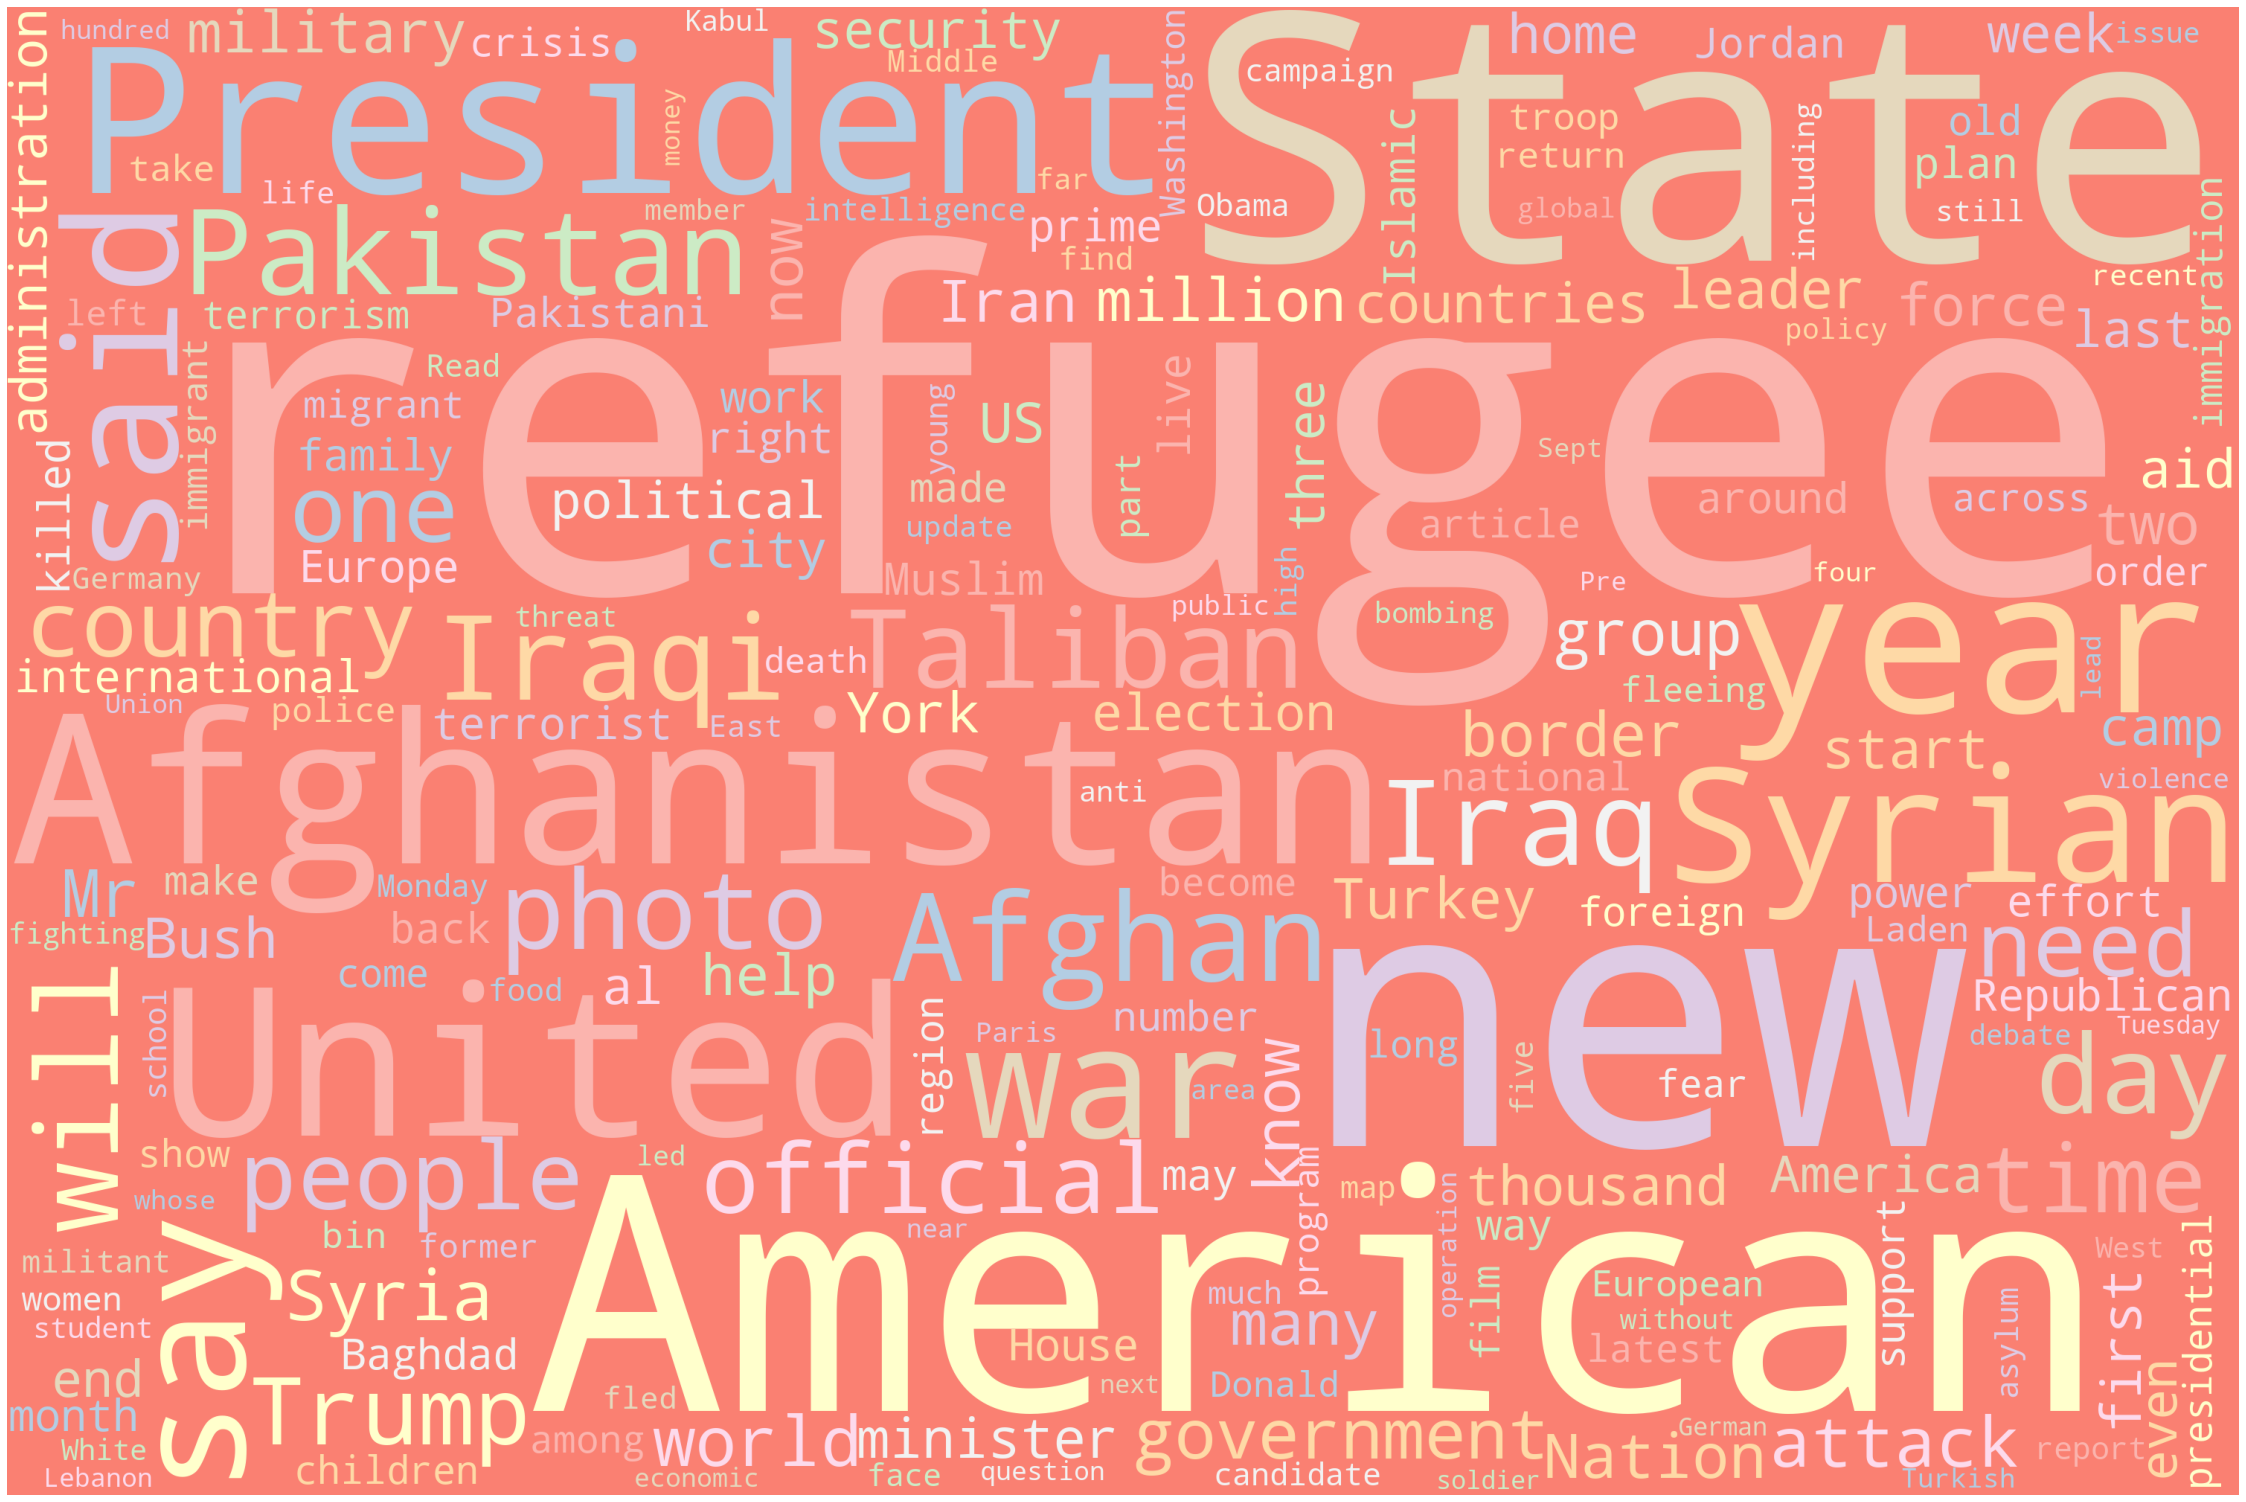 hundred
military
crisis
Kabul
security
Middle
Washington
State
home
Jordan
week
issue
administration
President
money
campaign
troop
return
including
old
plan
take
life
member
far
intelligence
Obama
Islamic
global
still
said
Pakistan
now
prime
find
immigration
recent
left
terrorism
Pakistani
Iran
million
countries
leader
force
policy
last
refugee
immigrant
Read
migrant
work
right
young
US
live
part
three
Sept
aid
killed
family
one
political
city
made
update
article
around
across
two
Germany
Europe
Muslim
high
Pre
four
order
country
Iraqi
threat
Taliban
public
bombing
group
year
international
death
fleeing
lead
Union
police
terrorist
East
York
election
border
start
camp
Afghanistan
anti
national
Iraq
Syrian
violence
Mr
make
Monday
photo
become
Turkey
foreign
power
effort
fighting
Bush
back
Afghan
Laden
need
come
food
al
help
new
will
school
United
region
number
Republican
Paris
war
long
debate
Tuesday
area
know
five
fear
day
show
people
led
official
may
program
map
thousand
America
time
whose
say
bin
former
near
American
operation
way
support
West
presidential
militant
Syria
much
film
European
first
women
student
Baghdad
House
many
without
latest
asylum
end
Trump
fled
next
Donald
even
month
White
children
among
world
minister
government
German
Nation
attack
report
Lebanon
economic
face
question
candidate
soldier
Turkish